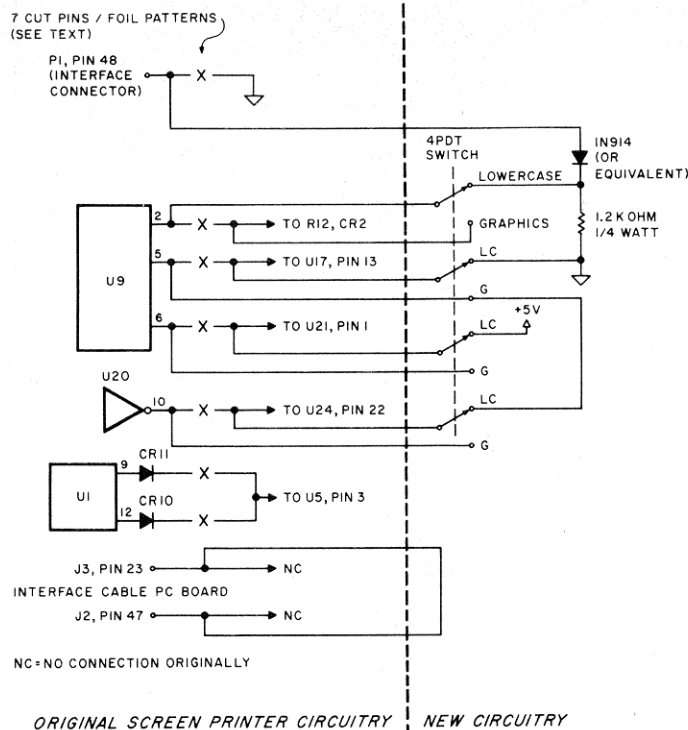 7 CUT PINS / FOIL PATTERNS
(SEE TEXT)
P1, PIN 48
(INTERFACE
CONNECTOR)
X
4PDT
SWITCH
1N914
(OR
EQUIVALENT)
LOWERCASE
2
X
TO R12, CR2
GRAPHICS
1.2K OHM
1/4 WATT
5
X
TO U17, PIN 13
LC
U9
G
+5V
6
X
TO U21, PIN 1
LC
G
U20
10
X
TO U24, PIN 22
LC
G
CR11
9
X
U1
TO U5, PIN 3
CR10
12
X
J3, PIN 23
NC
INTERFACE CABLE PC BOARD
J2, PIN 47
NC
NC=NO CONNECTION ORIGINALLY
ORIGINAL SCREEN PRINTER CIRCUITRY
NEW CIRCUITRY